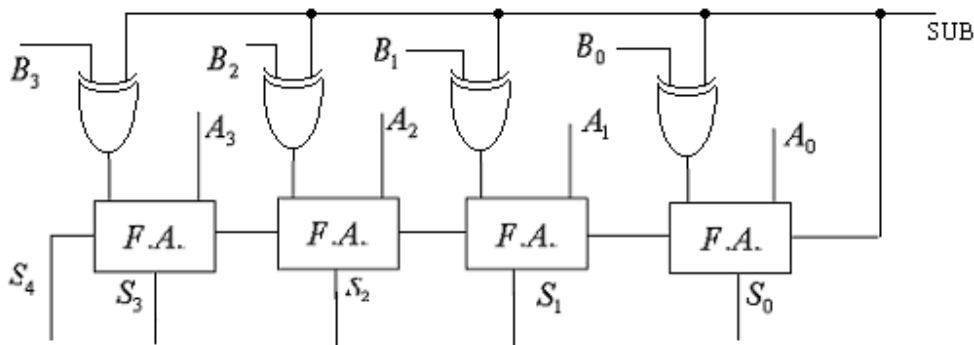 SUB
B₃ B₂ B₁ B₀
A₃ A₂ A₁ A₀
F.A. F.A. F.A. F.A.
S₄ S₃ S₂ S₁ S₀